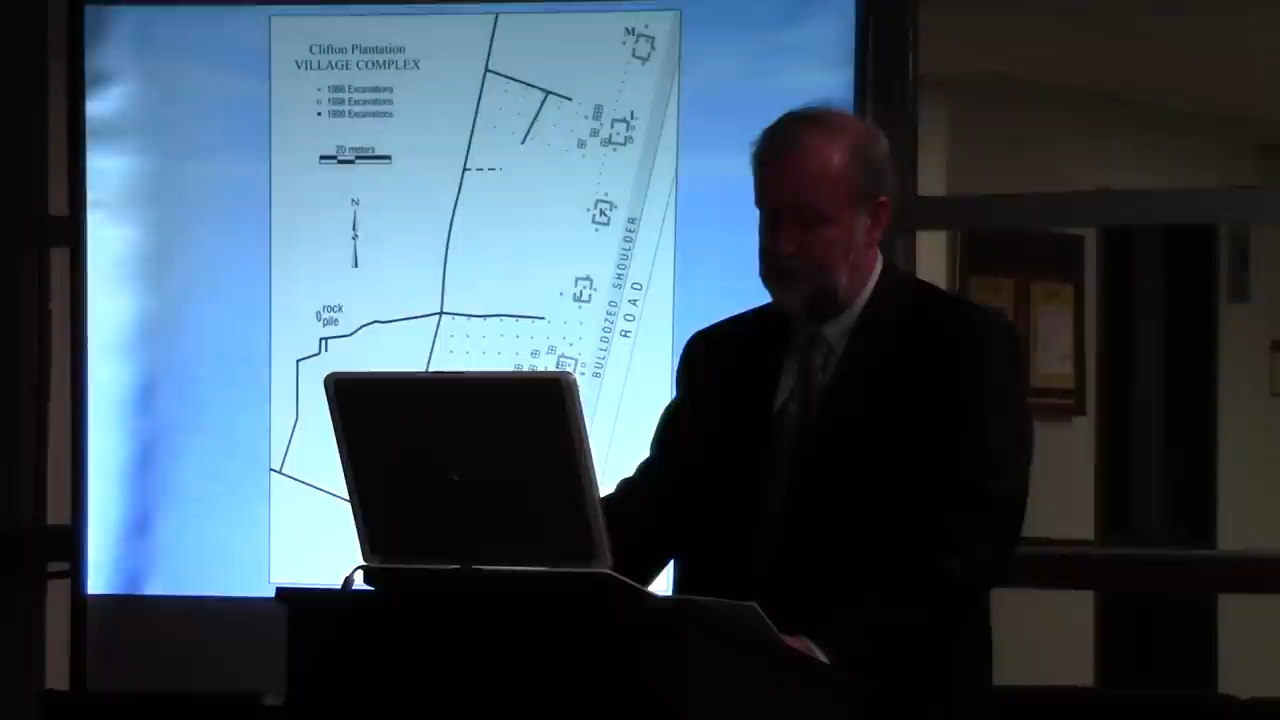 Clifton Plantation
VILLAGE COMPLEX
1996 Excavations
1998 Excavations
1999 Excavations
20 meters
N
rock
pile
M
L
K
BULLDOZED SHOULDER
ROAD